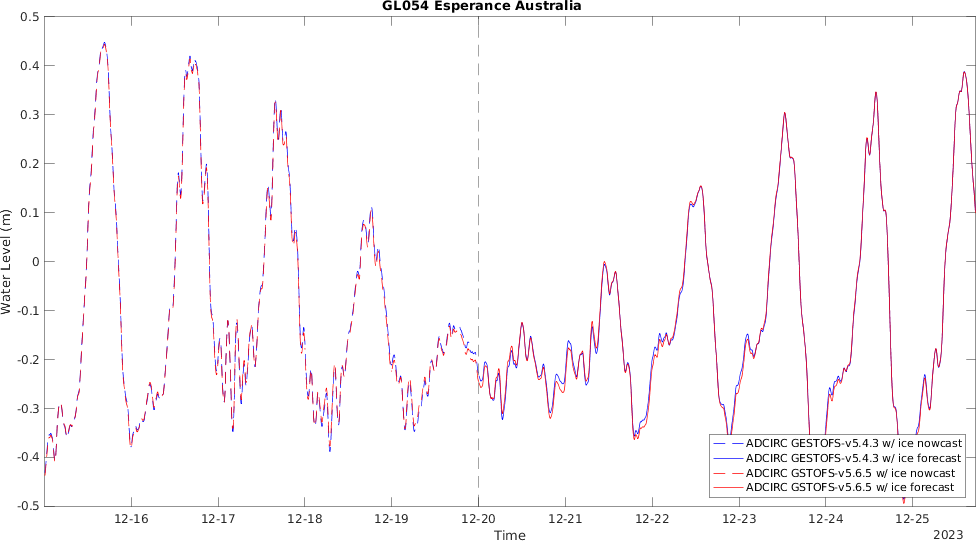 GL054 Esperance Australia
Water Level (m)
0.5
0.4
0.3
0.2
0.1
0
-0.1
-0.2
-0.3
-0.4
-0.5
ADCIRC GESTOFS-v5.4.3 w/ ice nowcast
ADCIRC GESTOFS-v5.4.3 w/ ice forecast
ADCIRC GSTOFS-v5.6.5 w/ ice nowcast
ADCIRC GSTOFS-v5.6.5 w/ ice forecast
12-16 12-17 12-18 12-19 12-20 12-21 12-22 12-23 12-24 12-25
Time
2023